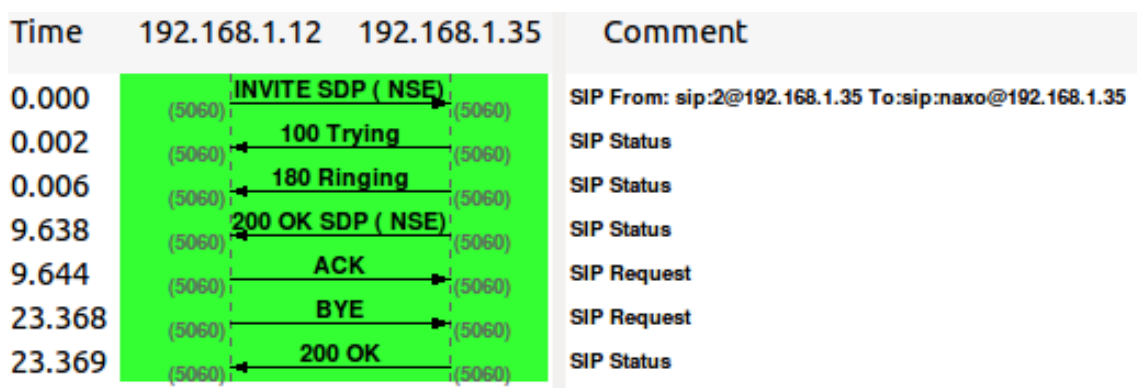 Time 192.168.1.12 192.168.1.35 Comment
0.000 (5060) INVITE SDP ( NSE) (5060) SIP From: sip:2@192.168.1.35 To:sip:naxo@192.168.1.35
0.002 (5060) 100 Trying (5060) SIP Status
0.006 (5060) 180 Ringing (5060) SIP Status
9.638 (5060) 200 OK SDP ( NSE) (5060) SIP Status
9.644 (5060) ACK (5060) SIP Request
23.368 (5060) BYE (5060) SIP Request
23.369 (5060) 200 OK (5060) SIP Status